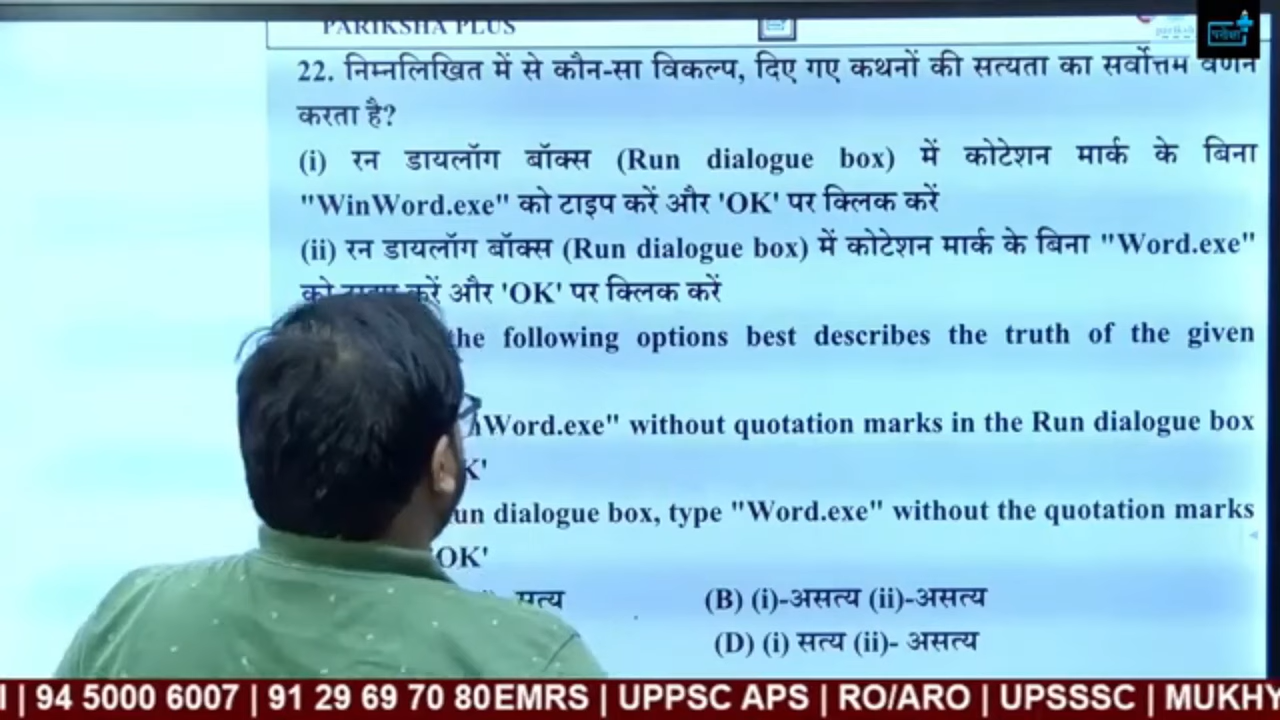 PARIKSHA PLUS
परीक्षा
22. निम्नलिखित में से कौन-सा विकल्प, दिए गए कथनों की सत्यता का सर्वोत्तम वर्णन
करता है?
(i) रन डायलॉग बॉक्स (Run dialogue box) में कोटेशन मार्क के बिना
"WinWord.exe" को टाइप करें और 'OK' पर क्लिक करें
(ii) रन डायलॉग बॉक्स (Run dialogue box) में कोटेशन मार्क के बिना "Word.exe"
को टाइप करें और 'OK' पर क्लिक करें
the following options best describes the truth of the given
Word.exe" without quotation marks in the Run dialogue box
K'
un dialogue box, type "Word.exe" without the quotation marks
OK'
सत्य (B) (i)-असत्य (ii)-असत्य
(D) (i) सत्य (ii)- असत्य
| 94 5000 6007 | 91 29 69 70 80EMRS | UPPSC APS | RO/ARO | UPSSSC | MUKHY